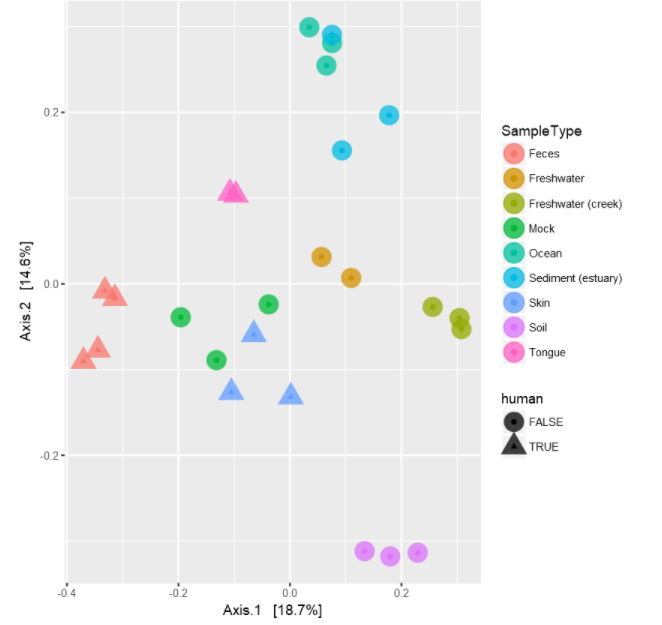 0.2
0.0
-0.2
Axis.2 [14.6%]
-0.4
-0.2
0.0
0.2
Axis.1 [18.7%]
SampleType
Feces
Freshwater
Freshwater (creek)
Mock
Ocean
Sediment (estuary)
Skin
Soil
Tongue
human
FALSE
TRUE